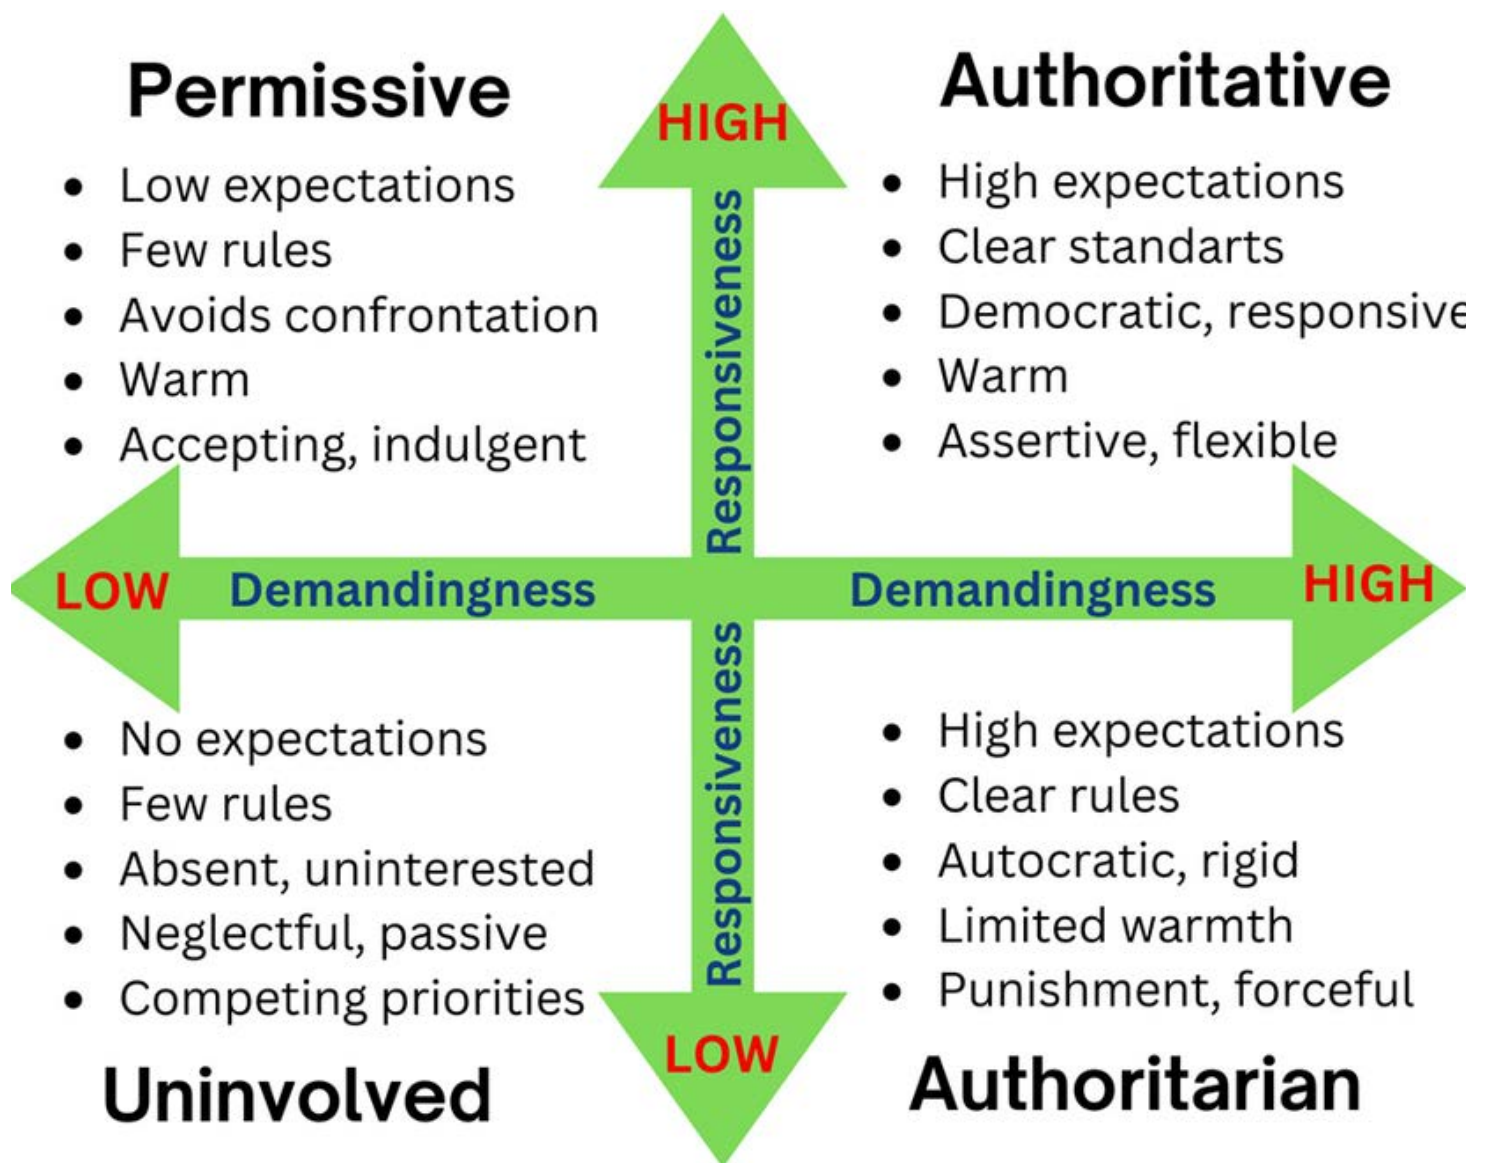 Permissive
• Low expectations
• Few rules
• Avoids confrontation
• Warm
• Accepting, indulgent
HIGH
Responsiveness
Authoritative
• High expectations
• Clear standarts
• Democratic, responsive
• Warm
• Assertive, flexible
LOW
Demandingness
Demandingness
HIGH
• No expectations
• Few rules
• Absent, uninterested
• Neglectful, passive
• Competing priorities
Uninvolved
Responsiveness
LOW
• High expectations
• Clear rules
• Autocratic, rigid
• Limited warmth
• Punishment, forceful
Authoritarian